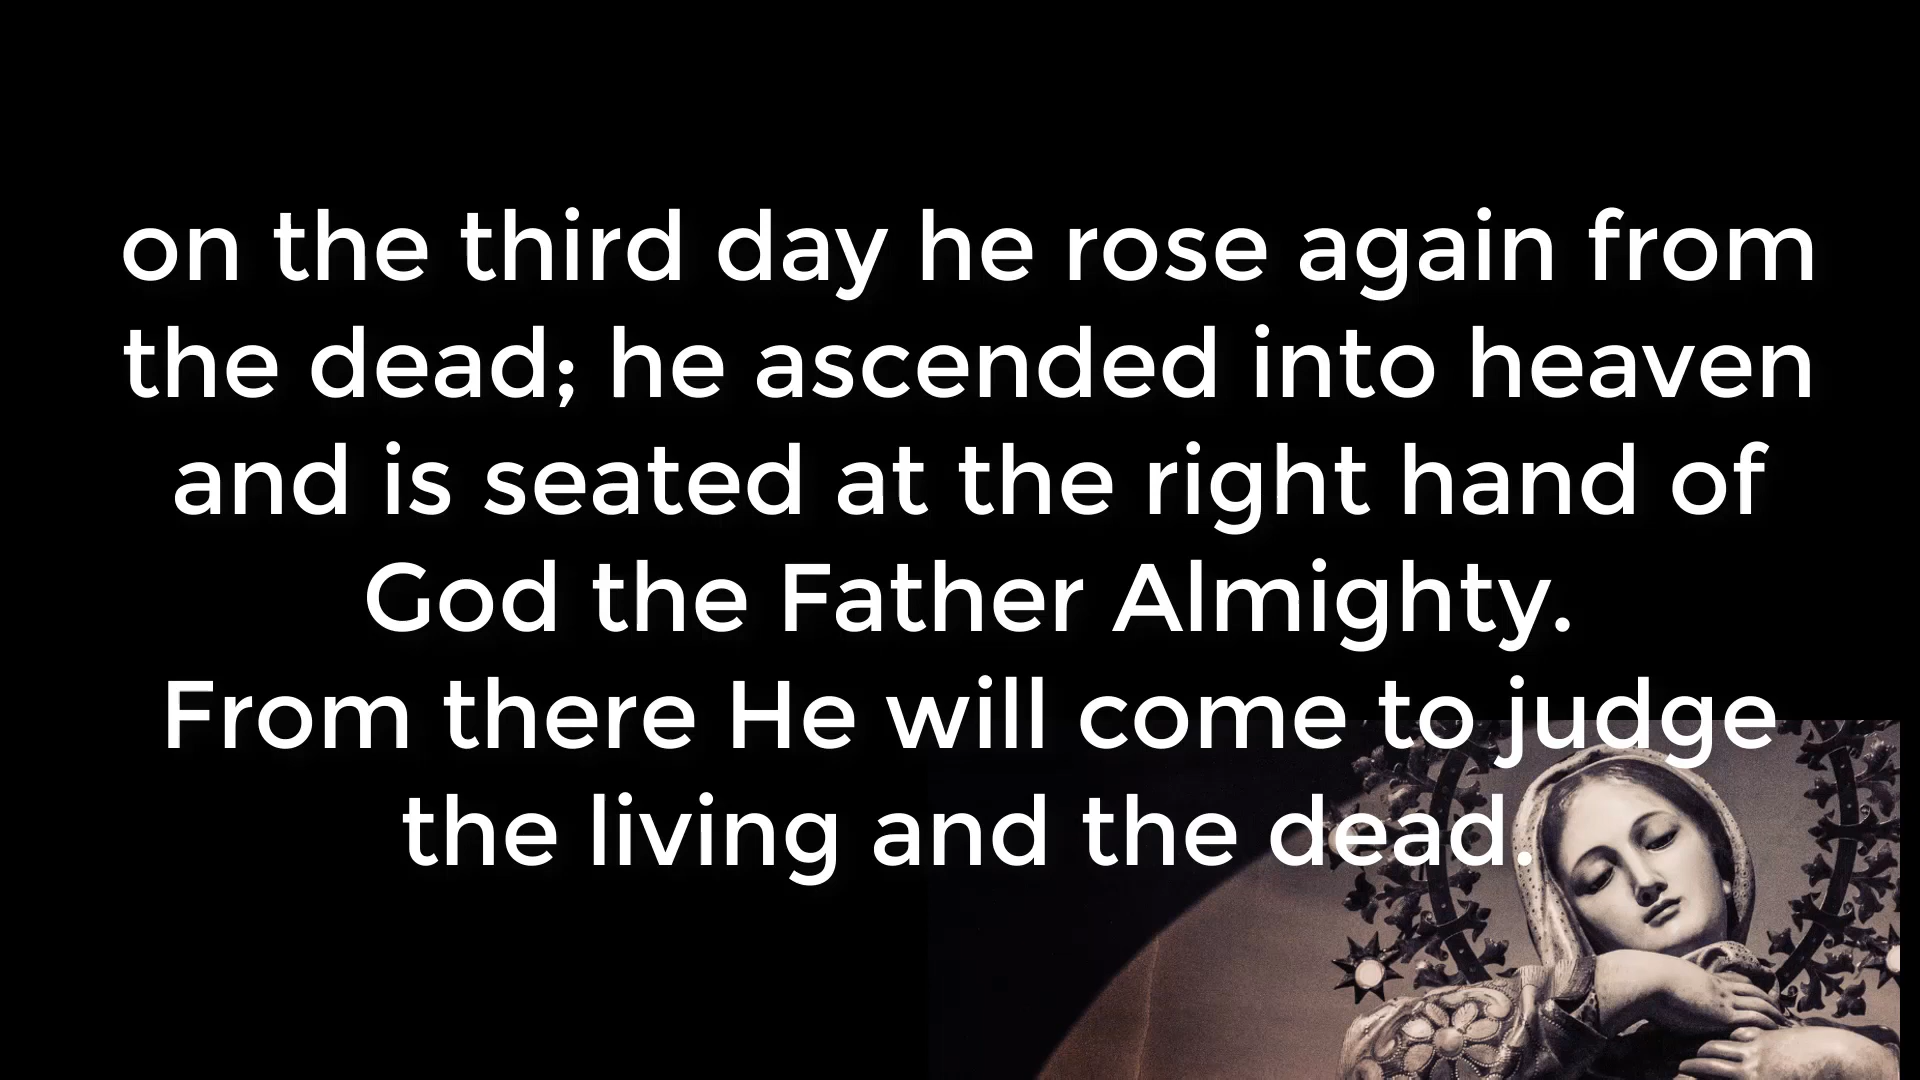 on the third day he rose again from
the dead; he ascended into heaven
and is seated at the right hand of
God the Father Almighty.
From there He will come to judge
the living and the dead.